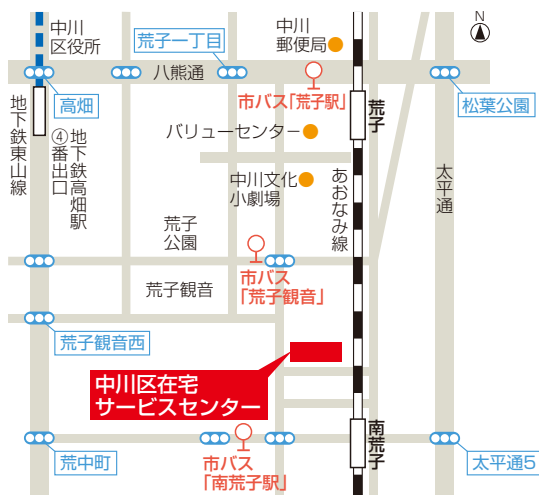 中川
区役所
荒子一丁目
中川
郵便局
N
八熊通
高畑
市バス「荒子駅」
荒子
松葉公園
地下鉄東山線
地下鉄高畑駅
④番出口
バリューセンター
中川文化
小劇場
あおなみ線
太平通
荒子
公園
市バス
「荒子観音」
荒子観音
荒子観音西
中川区在宅
サービスセンター
南荒子
荒中町
市バス
「南荒子駅」
太平通5